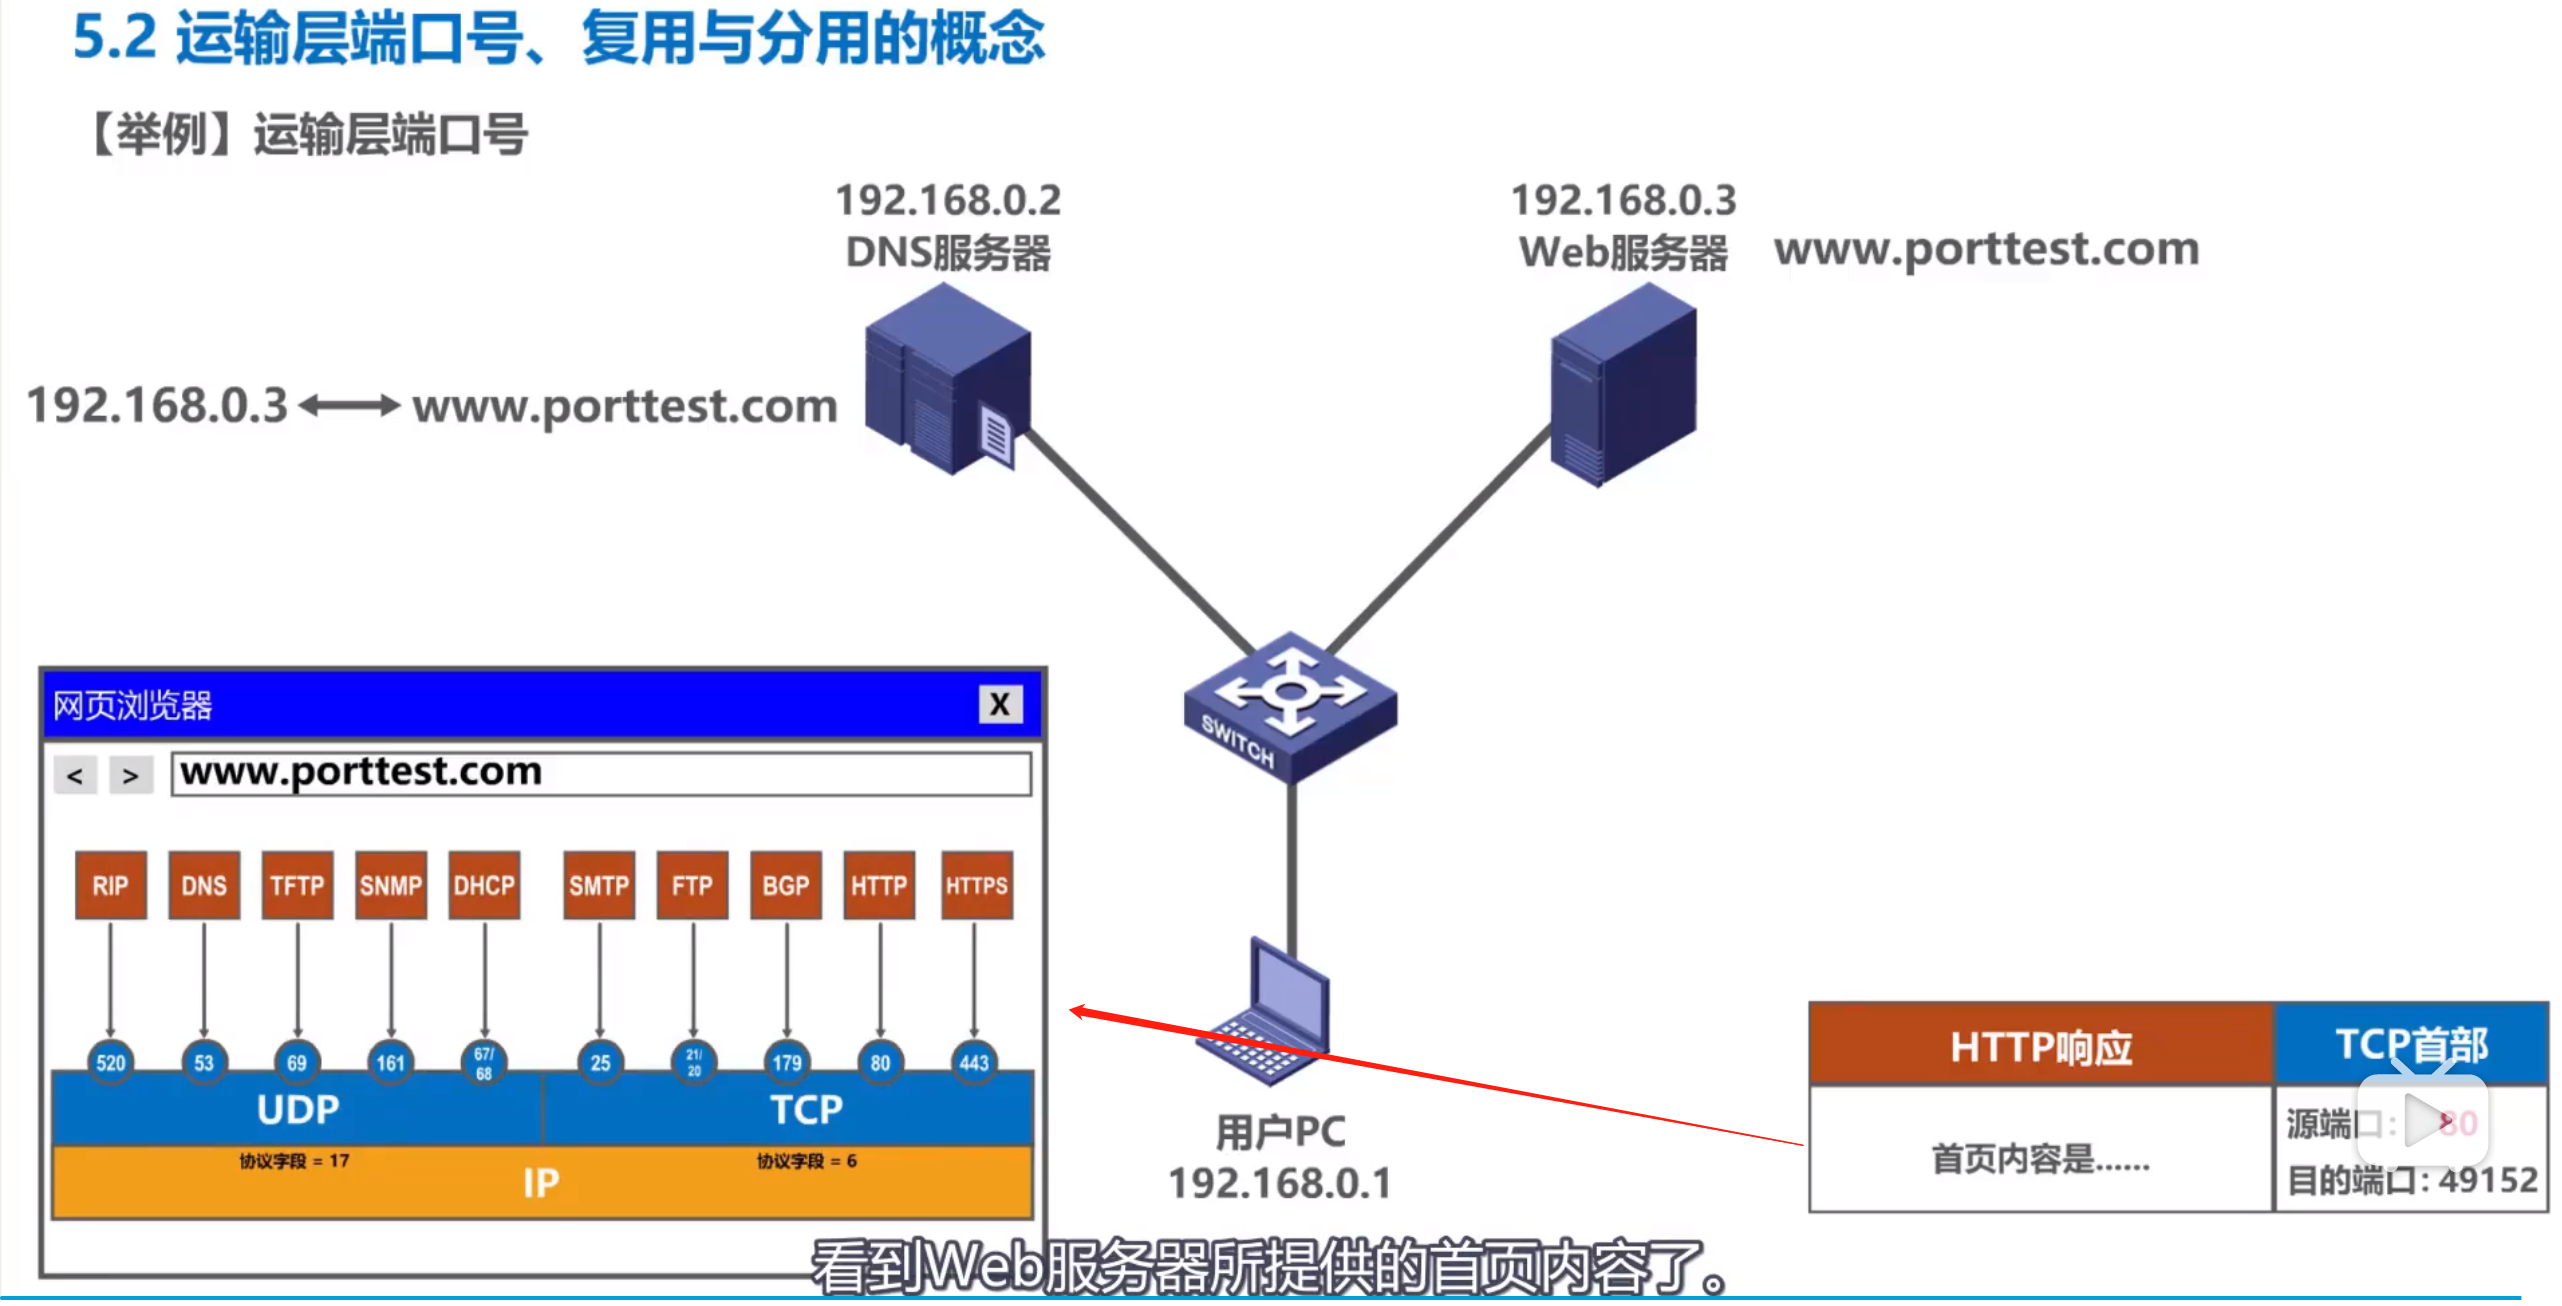 5.2 运输层端口号、复用与分用的概念
【举例】运输层端口号
192.168.0.2
DNS服务器
192.168.0.3
Web服务器
www.porttest.com
192.168.0.3
www.porttest.com
网页浏览器
X
< >
www.porttest.com
RIP DNS TFTP SNMP DHCP SMTP FTP BGP HTTP HTTPS
520 53 69 161 67/68 25 21/20 179 80 443
UDP TCP
协议字段 = 17 协议字段 = 6
IP
SWITCH
用户PC
192.168.0.1
HTTP响应 TCP首部
首页内容是......
源端口: 80
目的端口: 49152
看到Web服务器所提供的首页内容了。